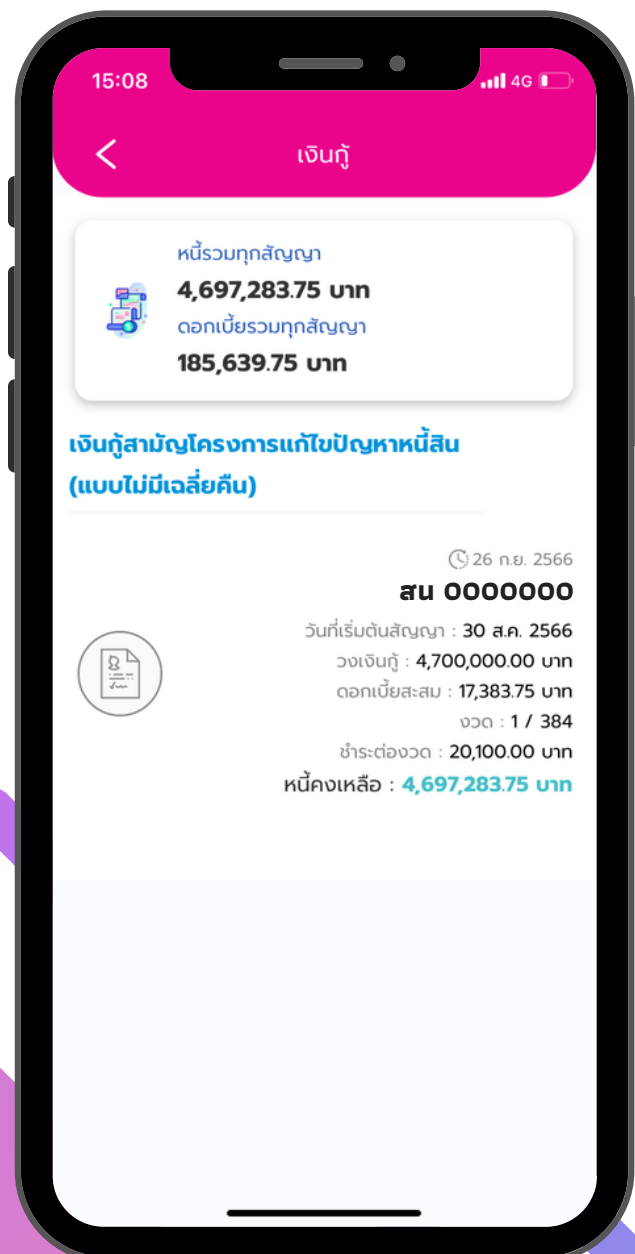 15:08
4G
เงินกู้
หนี้รวมทุกสัญญา
4,697,283.75 บาท
ดอกเบี้ยรวมทุกสัญญา
185,639.75 บาท
เงินกู้สามัญโครงการแก้ไขปัญหาหนี้สิน
(แบบไม่มีเฉลี่ยคืน)
26 ก.ย. 2566
สน 0000000
วันที่เริ่มต้นสัญญา : 30 ส.ค. 2566
วงเงินกู้ : 4,700,000.00 บาท
ดอกเบี้ยสะสม : 17,383.75 บาท
งวด : 1 / 384
ชำระต่องวด : 20,100.00 บาท
หนี้คงเหลือ : 4,697,283.75 บาท